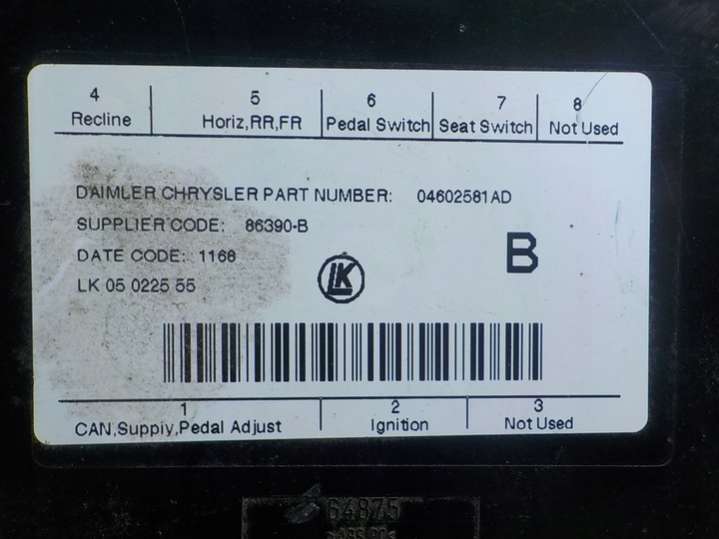 4 5 6 7 8
Recline Horiz,RR,FR Pedal Switch Seat Switch Not Used
DAIMLER CHRYSLER PART NUMBER: 04602581AD
SUPPLIER CODE: 86390-B
DATE CODE: 1168
LK 05 0225 55
LK
B
1 2 3
CAN,Supply,Pedal Adjust Ignition Not Used
64875